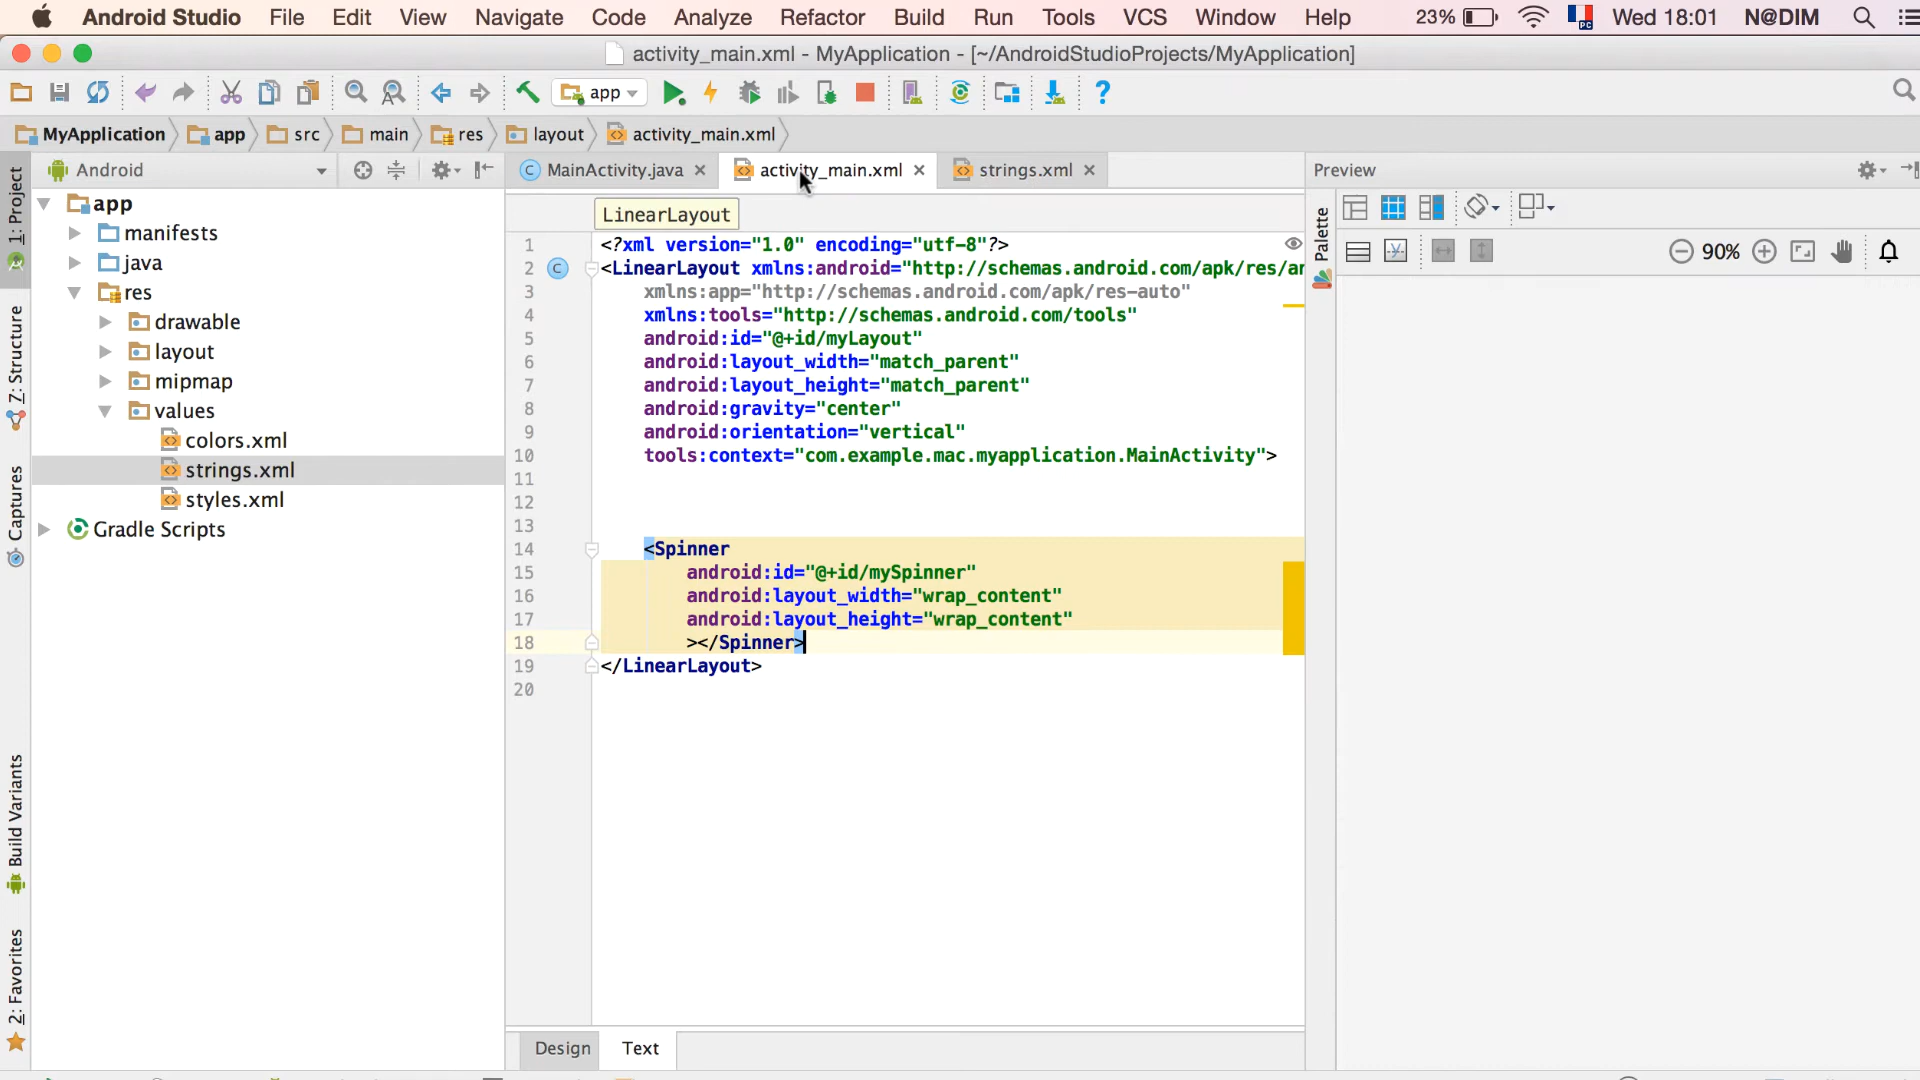 Android Studio File Edit View Navigate Code Analyze Refactor Build Run Tools VCS Window Help 23% PC Wed 18:01 N@DIM
activity_main.xml - MyApplication - [~/AndroidStudioProjects/MyApplication]
app
MyApplication app src main res layout activity_main.xml
Android
MainActivity.java activity_main.xml strings.xml
Preview
LinearLayout
1: Project
Z: Structure
Captures
Build Variants
2: Favorites
app
manifests
java
res
drawable
layout
mipmap
values
colors.xml
strings.xml
styles.xml
Gradle Scripts
1 <?xml version="1.0" encoding="utf-8"?>
2 C <LinearLayout xmlns:android="http://schemas.android.com/apk/res/an
3 xmlns:app="http://schemas.android.com/apk/res-auto"
4 xmlns:tools="http://schemas.android.com/tools"
5 android:id="@+id/myLayout"
6 android:layout_width="match_parent"
7 android:layout_height="match_parent"
8 android:gravity="center"
9 android:orientation="vertical"
10 tools:context="com.example.mac.myapplication.MainActivity">
11
12
13
14 <Spinner
15 android:id="@+id/mySpinner"
16 android:layout_width="wrap_content"
17 android:layout_height="wrap_content"
18 ></Spinner>
19 </LinearLayout>
20
Design Text
Palette
90%